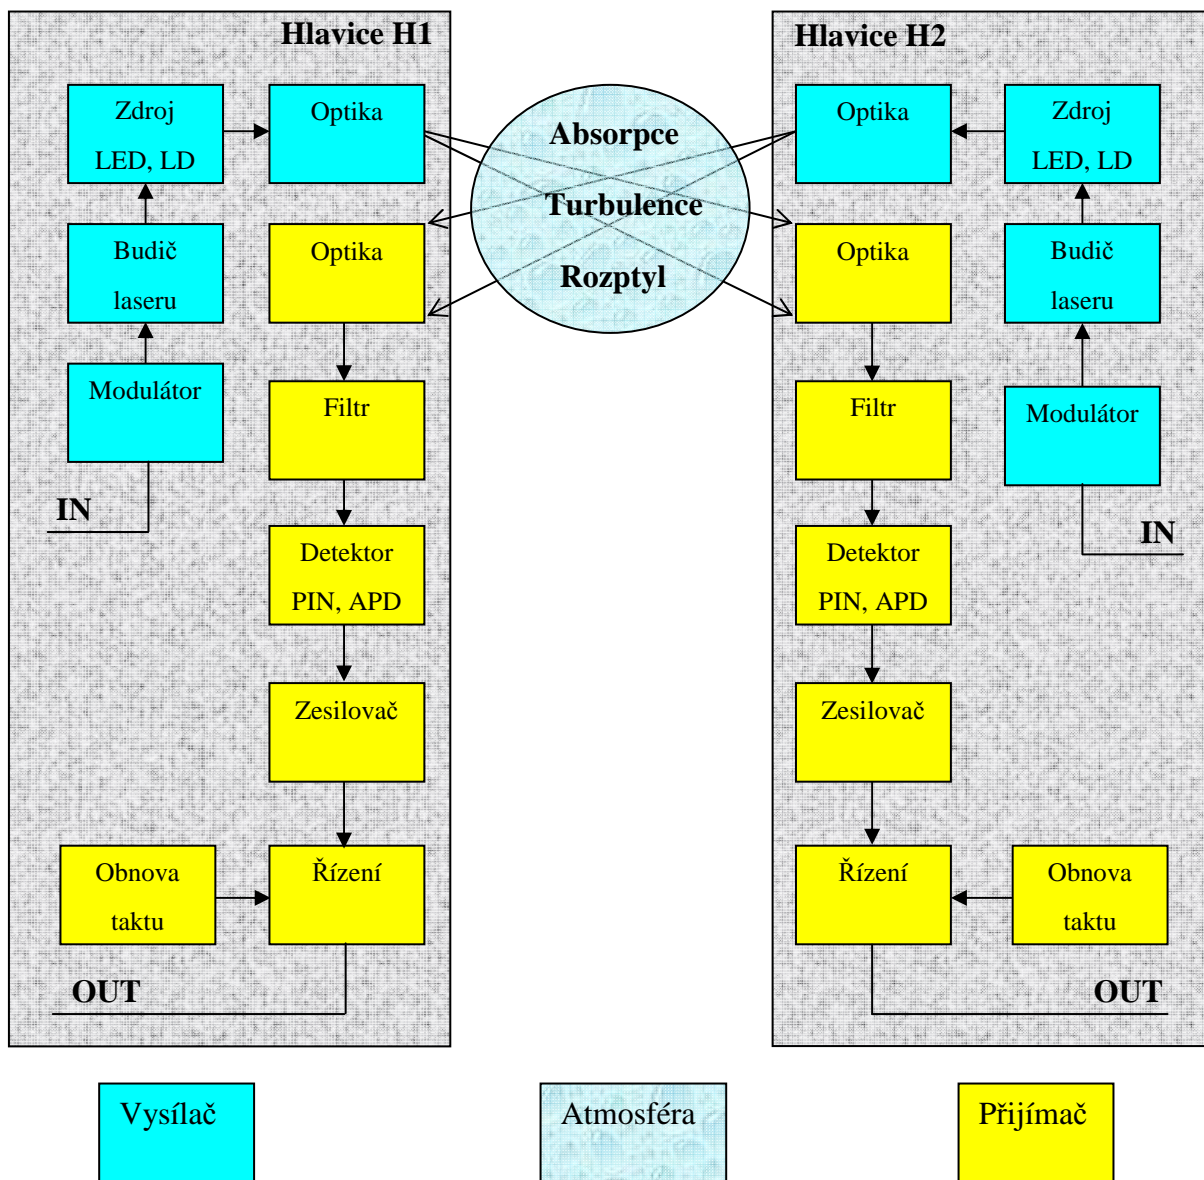 Hlavice H1
Zdroj
LED, LD
Optika
Budič
laseru
Optika
Modulátor
Filtr
IN
Detektor
PIN, APD
Zesilovač
Obnova
taktu
Řízení
OUT
Absorpce
Turbulence
Rozptyl
Hlavice H2
Optika
Zdroj
LED, LD
Optika
Budič
laseru
Filtr
Modulátor
IN
Detektor
PIN, APD
Zesilovač
Řízení
Obnova
taktu
OUT
Vysílač
Atmosféra
Přijímač